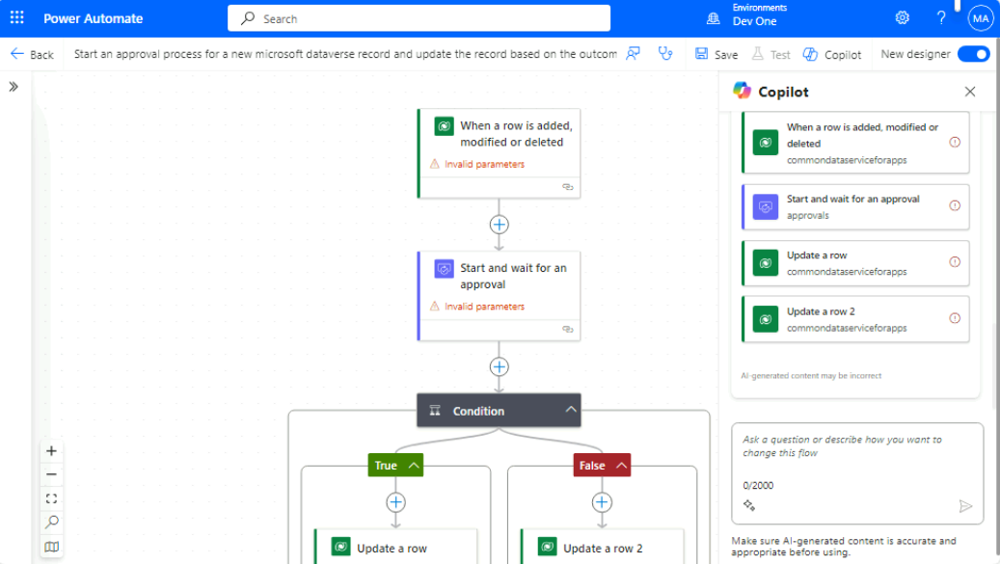 Power Automate
Search
Environments
Dev One
?
MA
Back
Start an approval process for a new microsoft dataverse record and update the record based on the outcom
Save
Test
Copilot
New designer
When a row is added,
modified or deleted
Invalid parameters
Start and wait for an
approval
Invalid parameters
Condition
True
False
Update a row
Update a row 2
Copilot
When a row is added, modified or
deleted
commondataserviceforapps
Start and wait for an approval
approvals
Update a row
commondataserviceforapps
Update a row 2
commondataserviceforapps
AI-generated content may be incorrect
Ask a question or describe how you want to
change this flow
0/2000
Make sure AI-generated content is accurate and
appropriate before using.